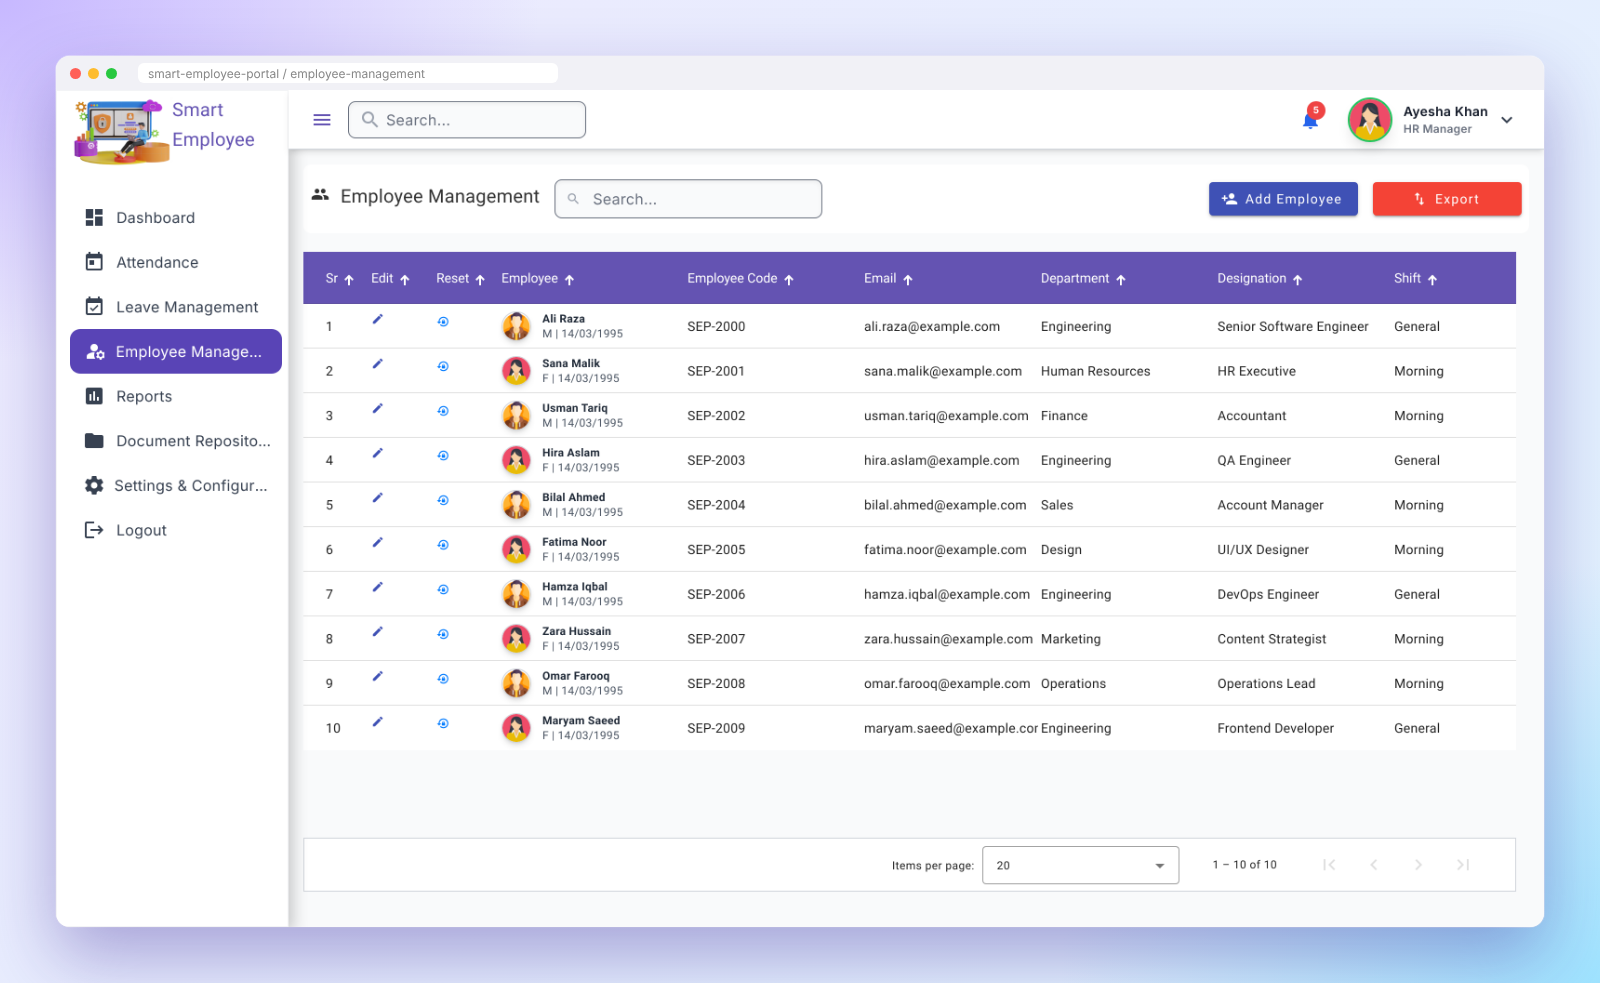 smart-employee-portal / employee-management
Smart
Employee
Search...
5
Ayesha Khan
HR Manager
Dashboard
Attendance
Leave Management
Employee Manage...
Reports
Document Reposito...
Settings & Configur...
Logout
Employee Management
Search...
Add Employee
Export
Sr Edit Reset Employee Employee Code Email Department Designation Shift
1 Ali Raza SEP-2000 ali.raza@example.com Engineering Senior Software Engineer General
M | 14/03/1995
2 Sana Malik SEP-2001 sana.malik@example.com Human Resources HR Executive Morning
F | 14/03/1995
3 Usman Tariq SEP-2002 usman.tariq@example.com Finance Accountant Morning
M | 14/03/1995
4 Hira Aslam SEP-2003 hira.aslam@example.com Engineering QA Engineer General
F | 14/03/1995
5 Bilal Ahmed SEP-2004 bilal.ahmed@example.com Sales Account Manager Morning
M | 14/03/1995
6 Fatima Noor SEP-2005 fatima.noor@example.com Design UI/UX Designer Morning
F | 14/03/1995
7 Hamza Iqbal SEP-2006 hamza.iqbal@example.com Engineering DevOps Engineer General
M | 14/03/1995
8 Zara Hussain SEP-2007 zara.hussain@example.com Marketing Content Strategist Morning
F | 14/03/1995
9 Omar Farooq SEP-2008 omar.farooq@example.com Operations Operations Lead Morning
M | 14/03/1995
10 Maryam Saeed SEP-2009 maryam.saeed@example.cor Engineering Frontend Developer General
F | 14/03/1995
Items per page: 20 1 – 10 of 10